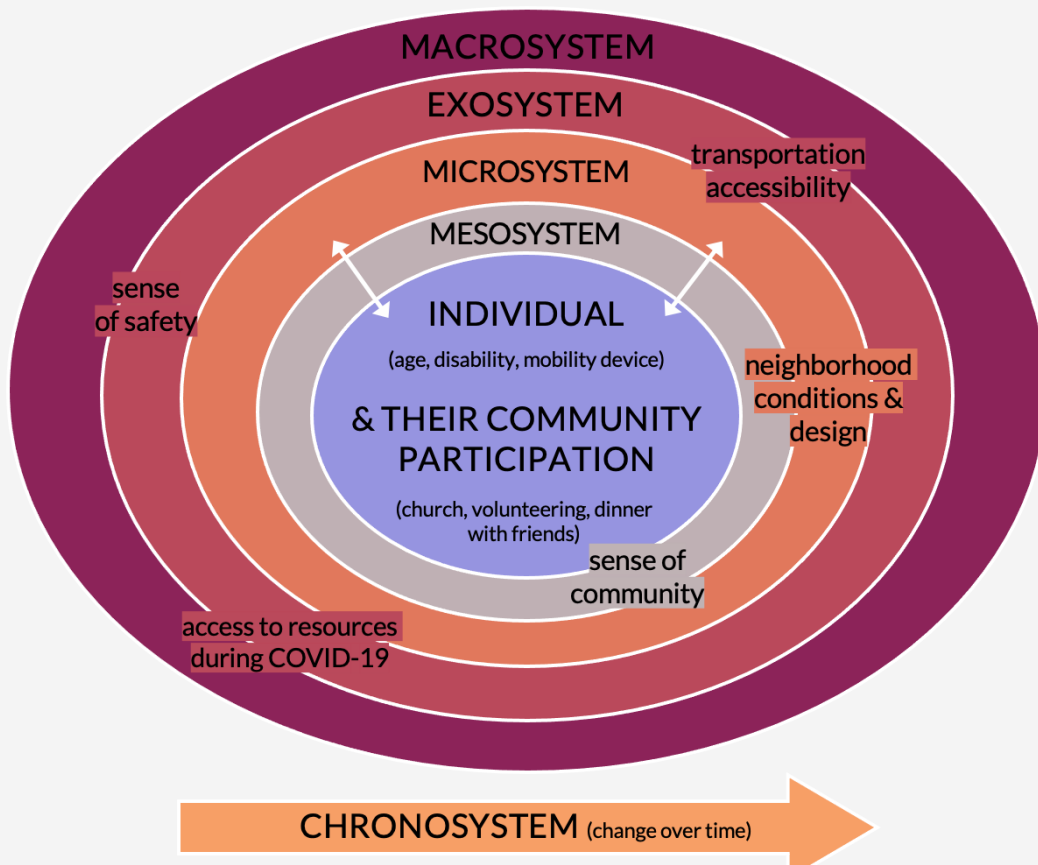 MACROSYSTEM
EXOSYSTEM
MICROSYSTEM
transportation
accessibility
MESOSYSTEM
sense
of safety
INDIVIDUAL
(age, disability, mobility device)
neighborhood
conditions &
design
& THEIR COMMUNITY
PARTICIPATION
(church, volunteering, dinner
with friends)
sense of
community
access to resources
during COVID-19
CHRONOSYSTEM (change over time)